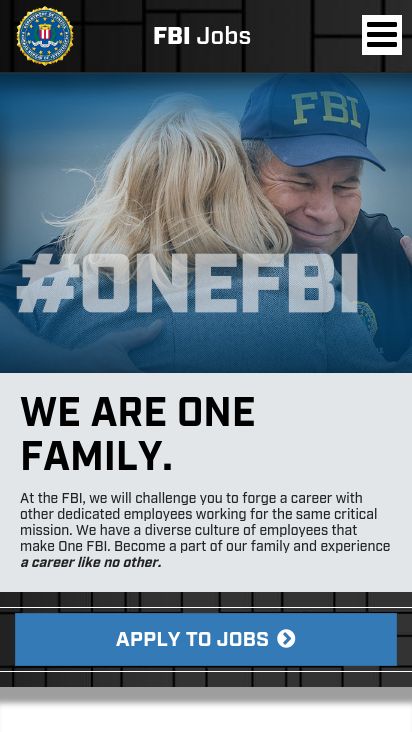 FBI Jobs
FBI
#ONEFBI
WE ARE ONE
FAMILY.
At the FBI, we will challenge you to forge a career with
other dedicated employees working for the same critical
mission. We have a diverse culture of employees that
make One FBI. Become a part of our family and experience
a career like no other.
APPLY TO JOBS